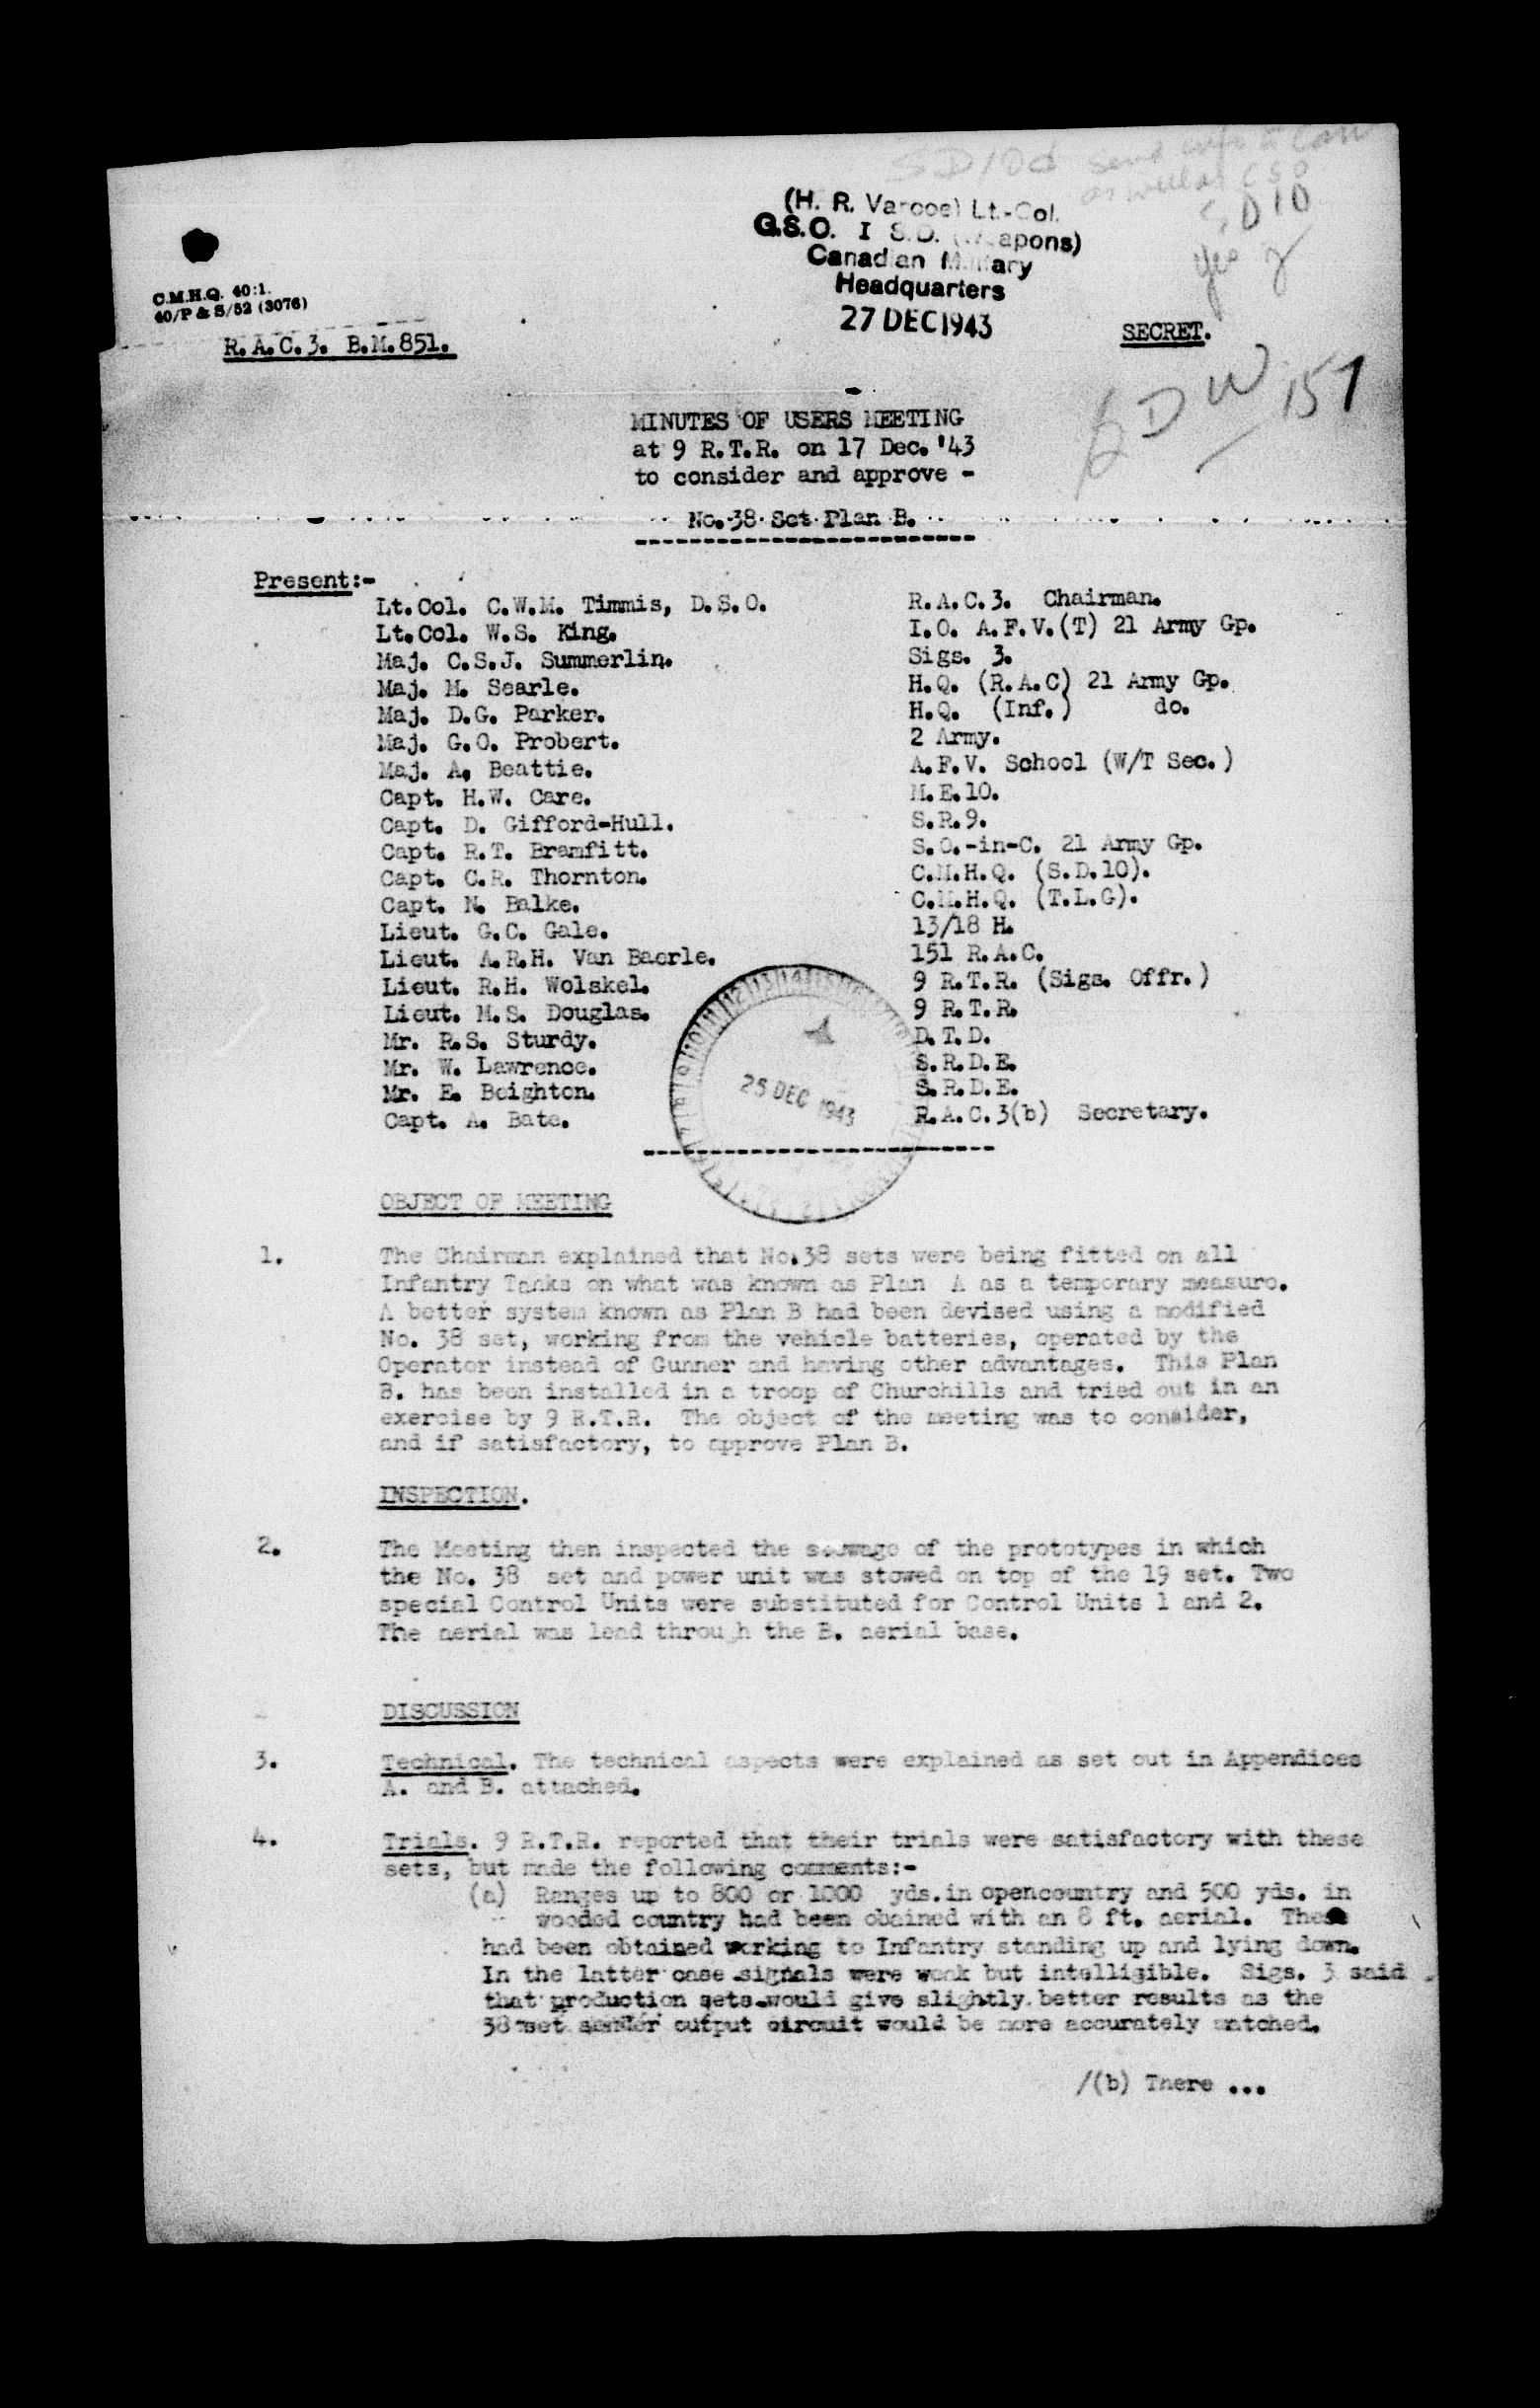 SD10d send info to Can
as well as CSO
SD10
yes
(H. R. Varcoe) Lt.-Col.
G.S.O. I S.D. (Weapons)
Canadian Military
Headquarters
27 DEC 1943
C.M.H.Q. 40:1.
40/P & S/52 (3076)
R.A.C.3. B.M.851.
SECRET.
SDW 157
MINUTES OF USERS MEETING
at 9 R.T.R. on 17 Dec. '43
to consider and approve -
No. 38 Set Plan B.
Present:-
Lt.Col. C.W.M. Timmis, D.S.O. R.A.C.3. Chairman.
Lt.Col. W.S. King. I.O. A.F.V.(T) 21 Army Gp.
Maj. C.S.J. Summerlin. Sigs. 3.
Maj. M. Searle. H.Q. (R.A.C) 21 Army Gp.
Maj. D.G. Parker. H.Q. (Inf.) do.
Maj. G.O. Probert. 2 Army.
Maj. A. Beattie. A.F.V. School (W/T Sec.)
Capt. H.W. Care. M.E.10.
Capt. D. Gifford-Hull. S.R.9.
Capt. R.T. Bramfitt. S.O.-in-C. 21 Army Gp.
Capt. C.R. Thornton. C.M.H.Q. (S.D.10).
Capt. N. Balke. C.M.H.Q. (T.L.G).
Lieut. G.C. Gale. 13/18 H.
Lieut. A.R.H. Van Baerle. 151 R.A.C.
Lieut. R.H. Wolskel. 9 R.T.R. (Sigs. Offr.)
Lieut. M.S. Douglas. 9 R.T.R.
Mr. R.S. Sturdy. D.T.D.
Mr. W. Lawrence. S.R.D.E.
Mr. E. Beighton. S.R.D.E.
Capt. A. Bate. R.A.C.3(b) Secretary.
25 DEC 1943
OBJECT OF MEETING
1. The Chairman explained that No.38 sets were being fitted on all
Infantry Tanks on what was known as Plan A as a temporary measure.
A better system known as Plan B had been devised using a modified
No. 38 set, working from the vehicle batteries, operated by the
Operator instead of Gunner and having other advantages. This Plan
B. has been installed in a troop of Churchills and tried out in an
exercise by 9 R.T.R. The object of the meeting was to consider,
and if satisfactory, to approve Plan B.
INSPECTION.
2. The Meeting then inspected the stowage of the prototypes in which
the No. 38 set and power unit was stowed on top of the 19 set. Two
special Control Units were substituted for Control Units 1 and 2.
The aerial was lead through the B. aerial base.
DISCUSSION
3. Technical. The technical aspects were explained as set out in Appendices
A. and B. attached.
4. Trials. 9 R.T.R. reported that their trials were satisfactory with these
sets, but made the following comments:-
(a) Ranges up to 800 or 1000 yds.in opencountry and 500 yds. in
wooded country had been obained with an 8 ft. aerial. These
had been obtained working to Infantry standing up and lying down.
In the latter case signals were weak but intelligible. Sigs. 3 said
that production sets would give slightly better results as the
38 set sender output circuit would be more accurately matched.
/(b) There ...